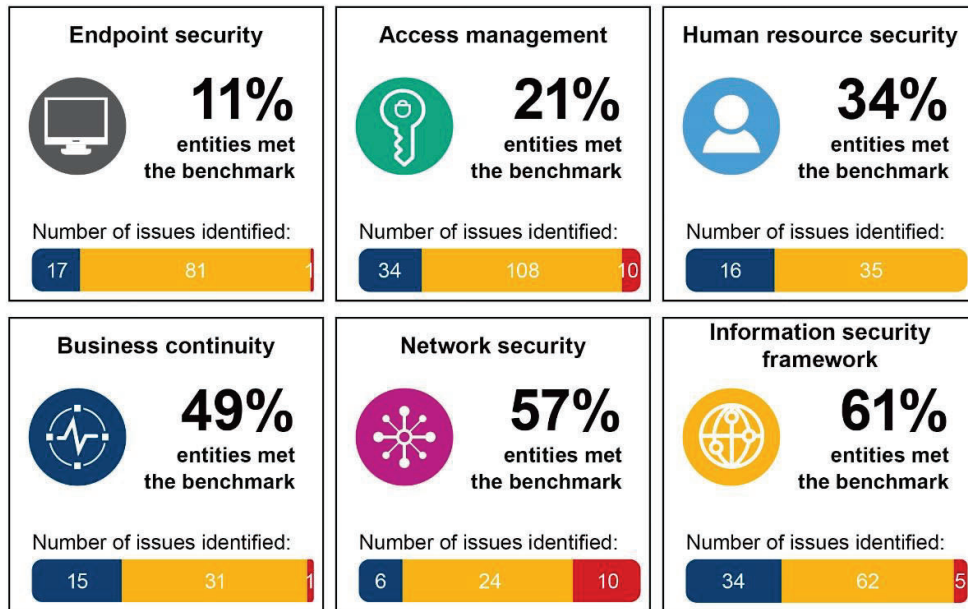 Endpoint security
11%
entities met
the benchmark
Number of issues identified:
17 81 1
Access management
21%
entities met
the benchmark
Number of issues identified:
34 108 10
Human resource security
34%
entities met
the benchmark
Number of issues identified:
16 35
Business continuity
49%
entities met
the benchmark
Number of issues identified:
15 31 1
Network security
57%
entities met
the benchmark
Number of issues identified:
6 24 10
Information security
framework
61%
entities met
the benchmark
Number of issues identified:
34 62 5